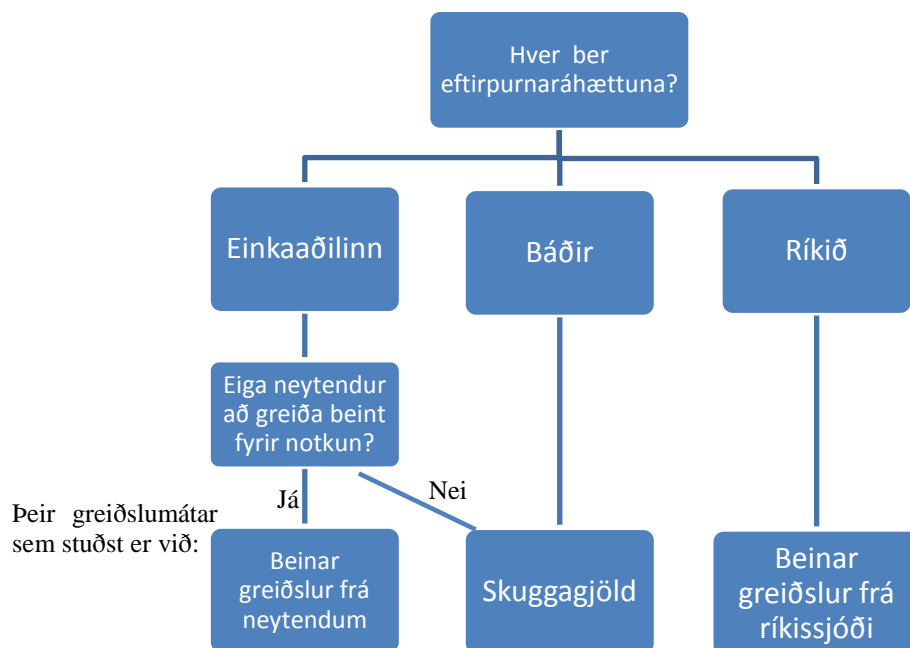 Hver ber
eftirpurnaráhættuna?
Einkaaðilinn
Báðir
Ríkið
Eiga neytendur
að greiða beint
fyrir notkun?
Já
Nei
Þeir greiðslumátar
sem stuðst er við:
Beinar
greiðslur frá
neytendum
Skuggagjöld
Beinar
greiðslur frá
ríkissjóði